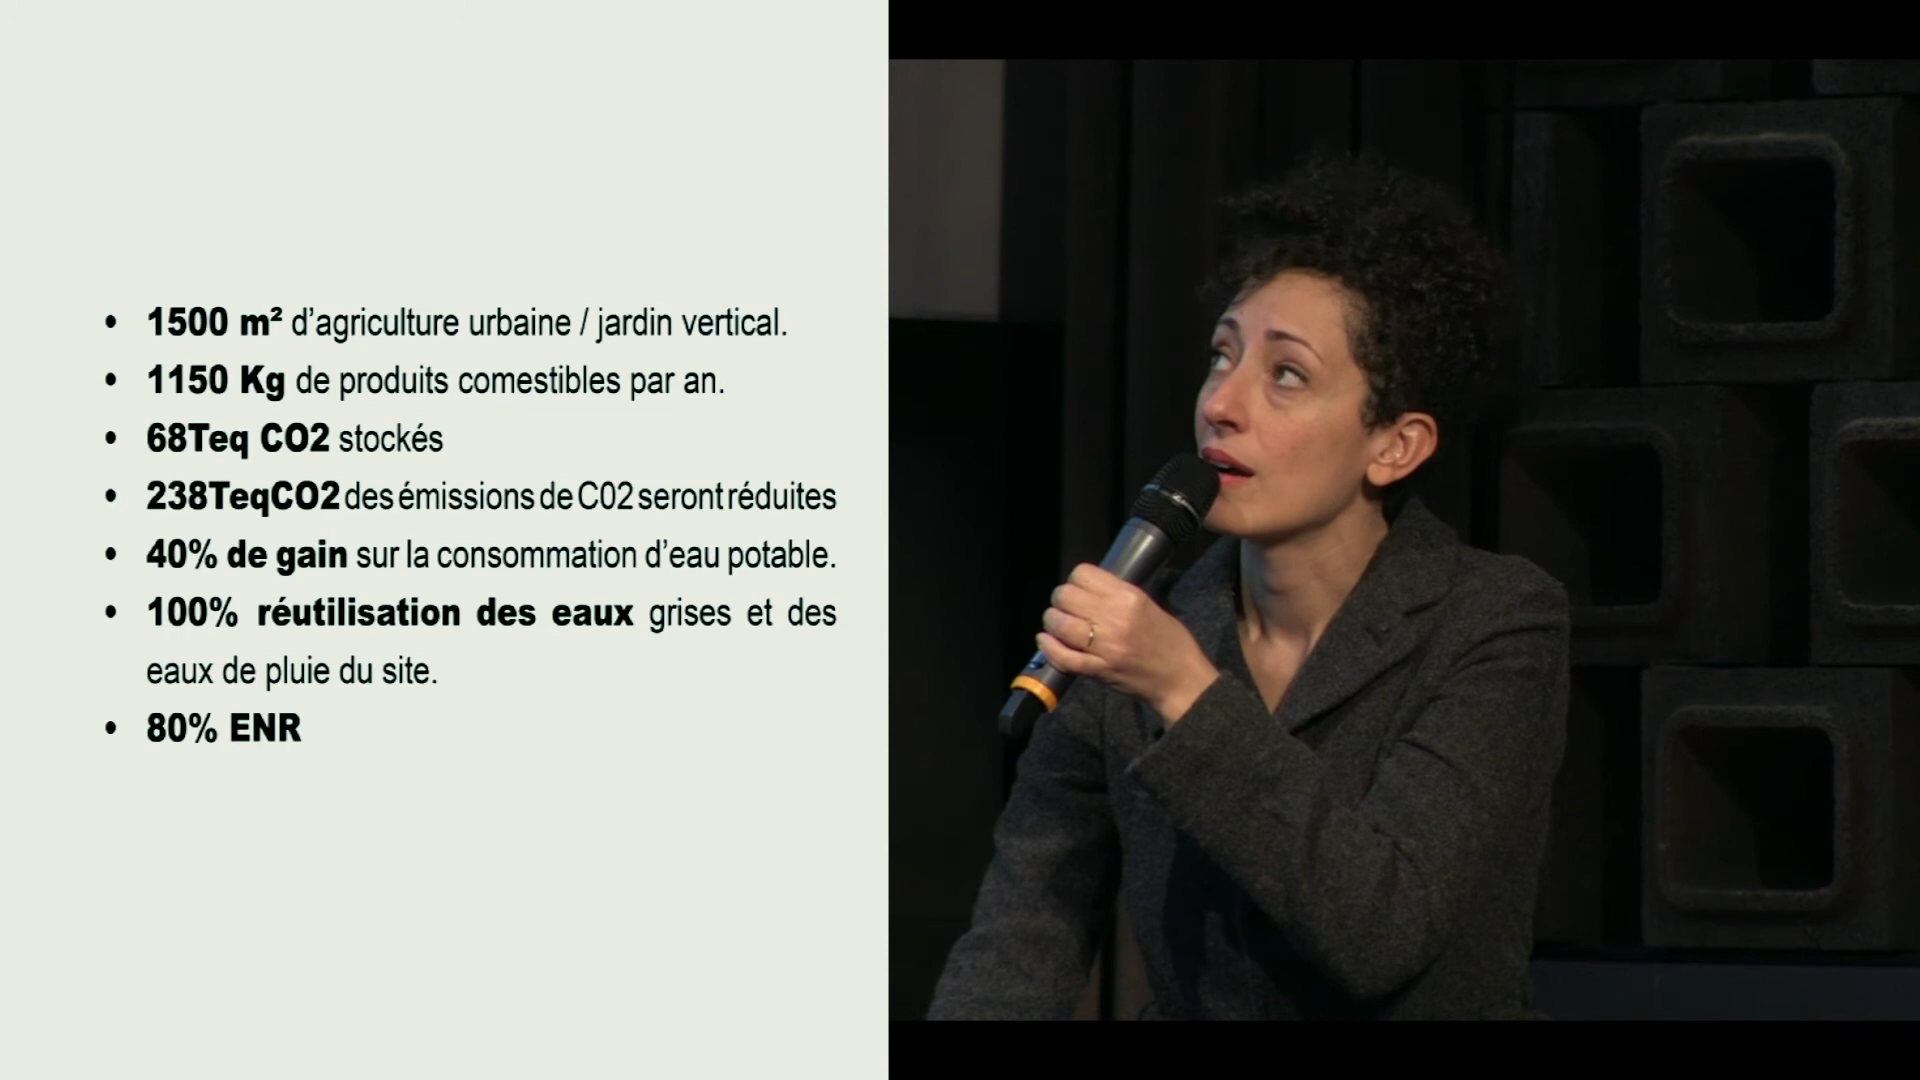 • 1500 m² d’agriculture urbaine / jardin vertical.
• 1150 Kg de produits comestibles par an.
• 68Teq CO2 stockés
• 238TeqCO2 des émissions de C02 seront réduites
• 40% de gain sur la consommation d’eau potable.
• 100% réutilisation des eaux grises et des
eaux de pluie du site.
• 80% ENR